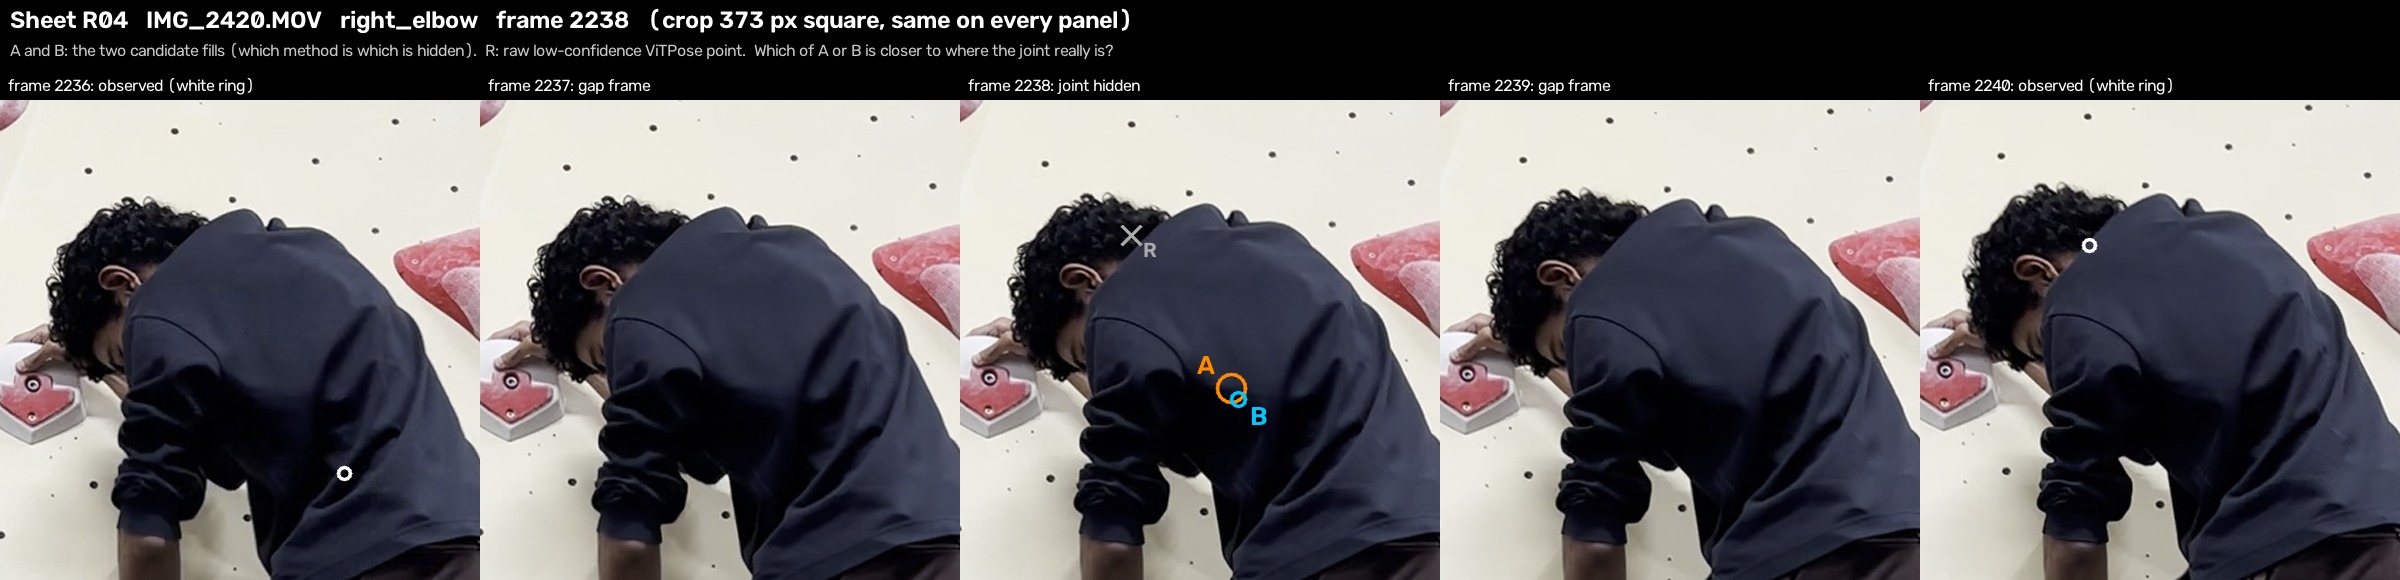 Sheet R04 IMG_2420.MOV right_elbow frame 2238 (crop 373 px square, same on every panel)
A and B: the two candidate fills (which method is which is hidden). R: raw low-confidence ViTPose point. Which of A or B is closer to where the joint really is?
frame 2236: observed (white ring)
frame 2237: gap frame
frame 2238: joint hidden
frame 2239: gap frame
frame 2240: observed (white ring)
R
A
B